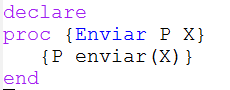 declare
proc {Enviar P X}
   {P enviar(X)}
end